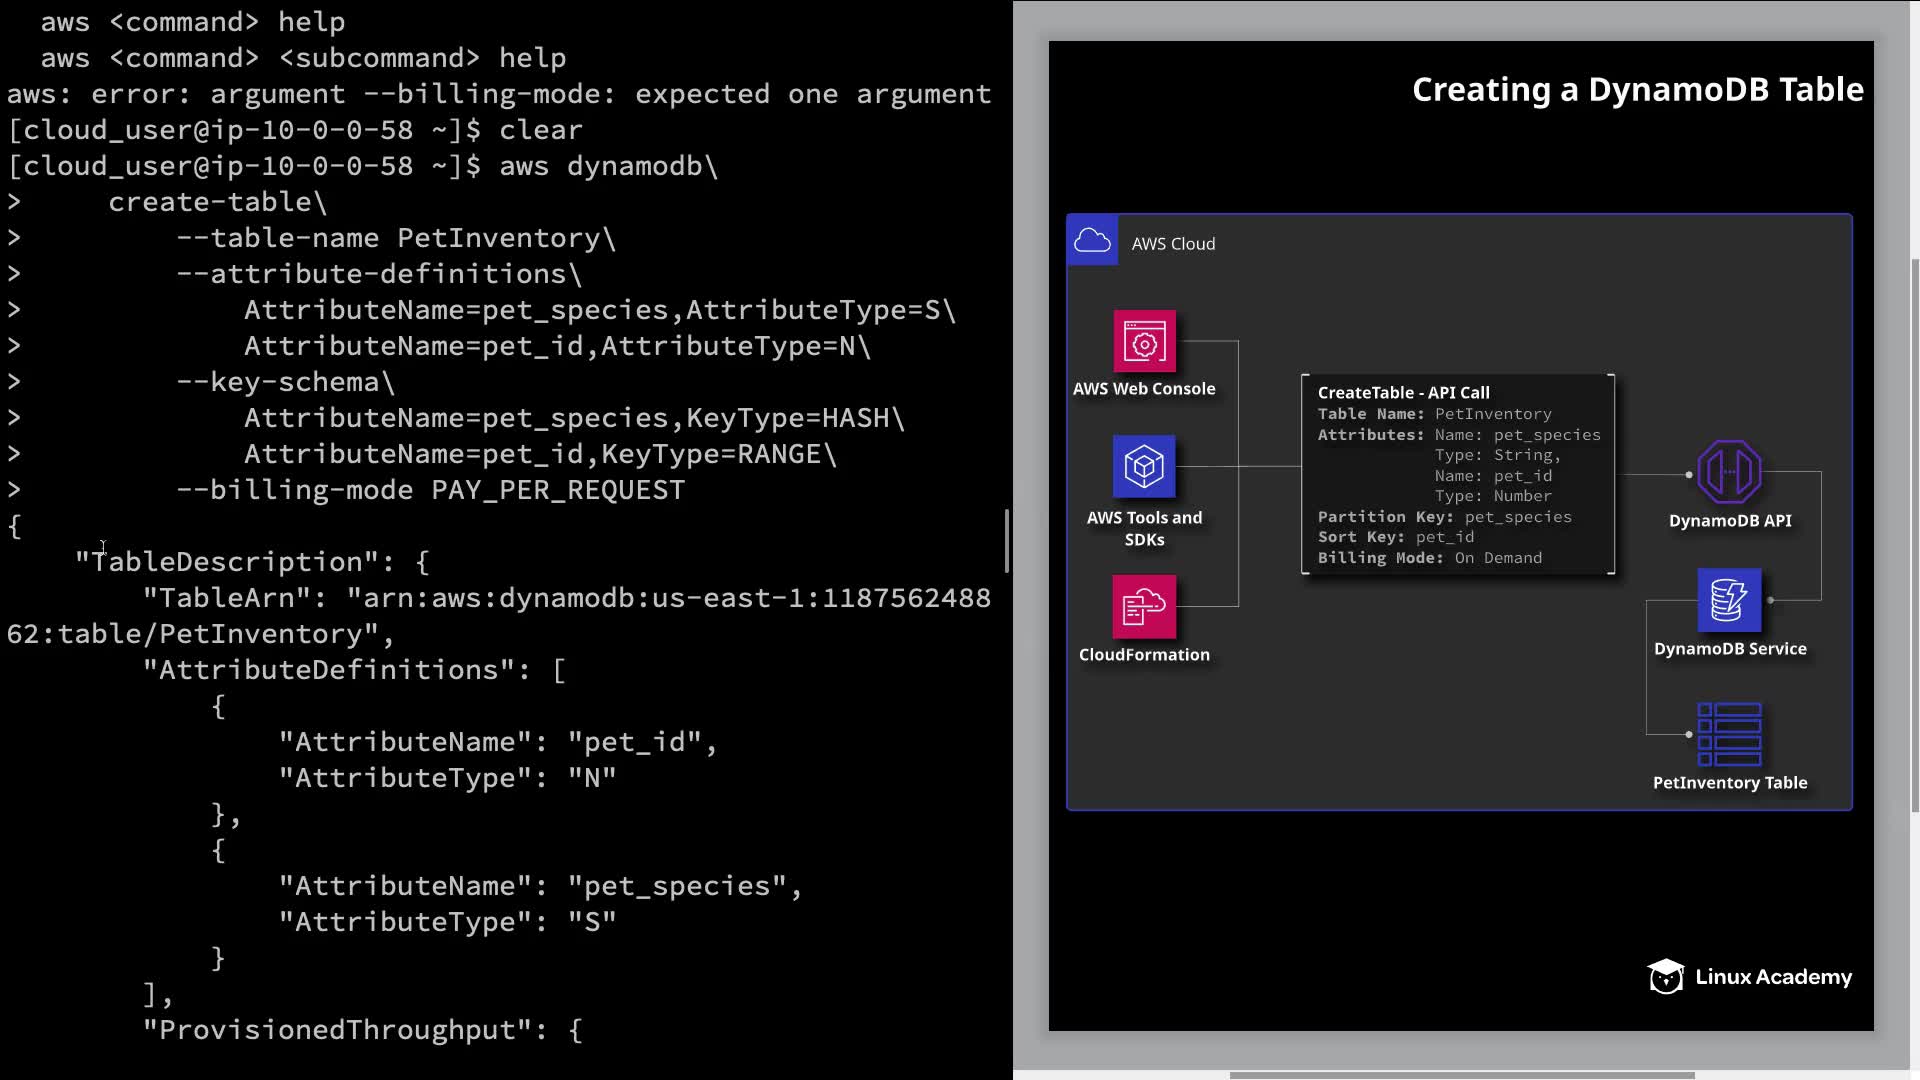 aws <command> help
aws <command> <subcommand> help
aws: error: argument --billing-mode: expected one argument
[cloud_user@ip-10-0-0-58 ~]$ clear
[cloud_user@ip-10-0-0-58 ~]$ aws dynamodb\
> create-table\
> --table-name PetInventory\
> --attribute-definitions\
> AttributeName=pet_species,AttributeType=S\
> AttributeName=pet_id,AttributeType=N\
> --key-schema\
> AttributeName=pet_species,KeyType=HASH\
> AttributeName=pet_id,KeyType=RANGE\
> --billing-mode PAY_PER_REQUEST
{
"TableDescription": {
"TableArn": "arn:aws:dynamodb:us-east-1:1187562488
62:table/PetInventory",
"AttributeDefinitions": [
{
"AttributeName": "pet_id",
"AttributeType": "N"
},
{
"AttributeName": "pet_species",
"AttributeType": "S"
}
],
"ProvisionedThroughput": {
Creating a DynamoDB Table
AWS Cloud
AWS Web Console
AWS Tools and
SDKs
CloudFormation
CreateTable - API Call
Table Name: PetInventory
Attributes: Name: pet_species
Type: String,
Name: pet_id
Type: Number
Partition Key: pet_species
Sort Key: pet_id
Billing Mode: On Demand
DynamoDB API
DynamoDB Service
PetInventory Table
Linux Academy